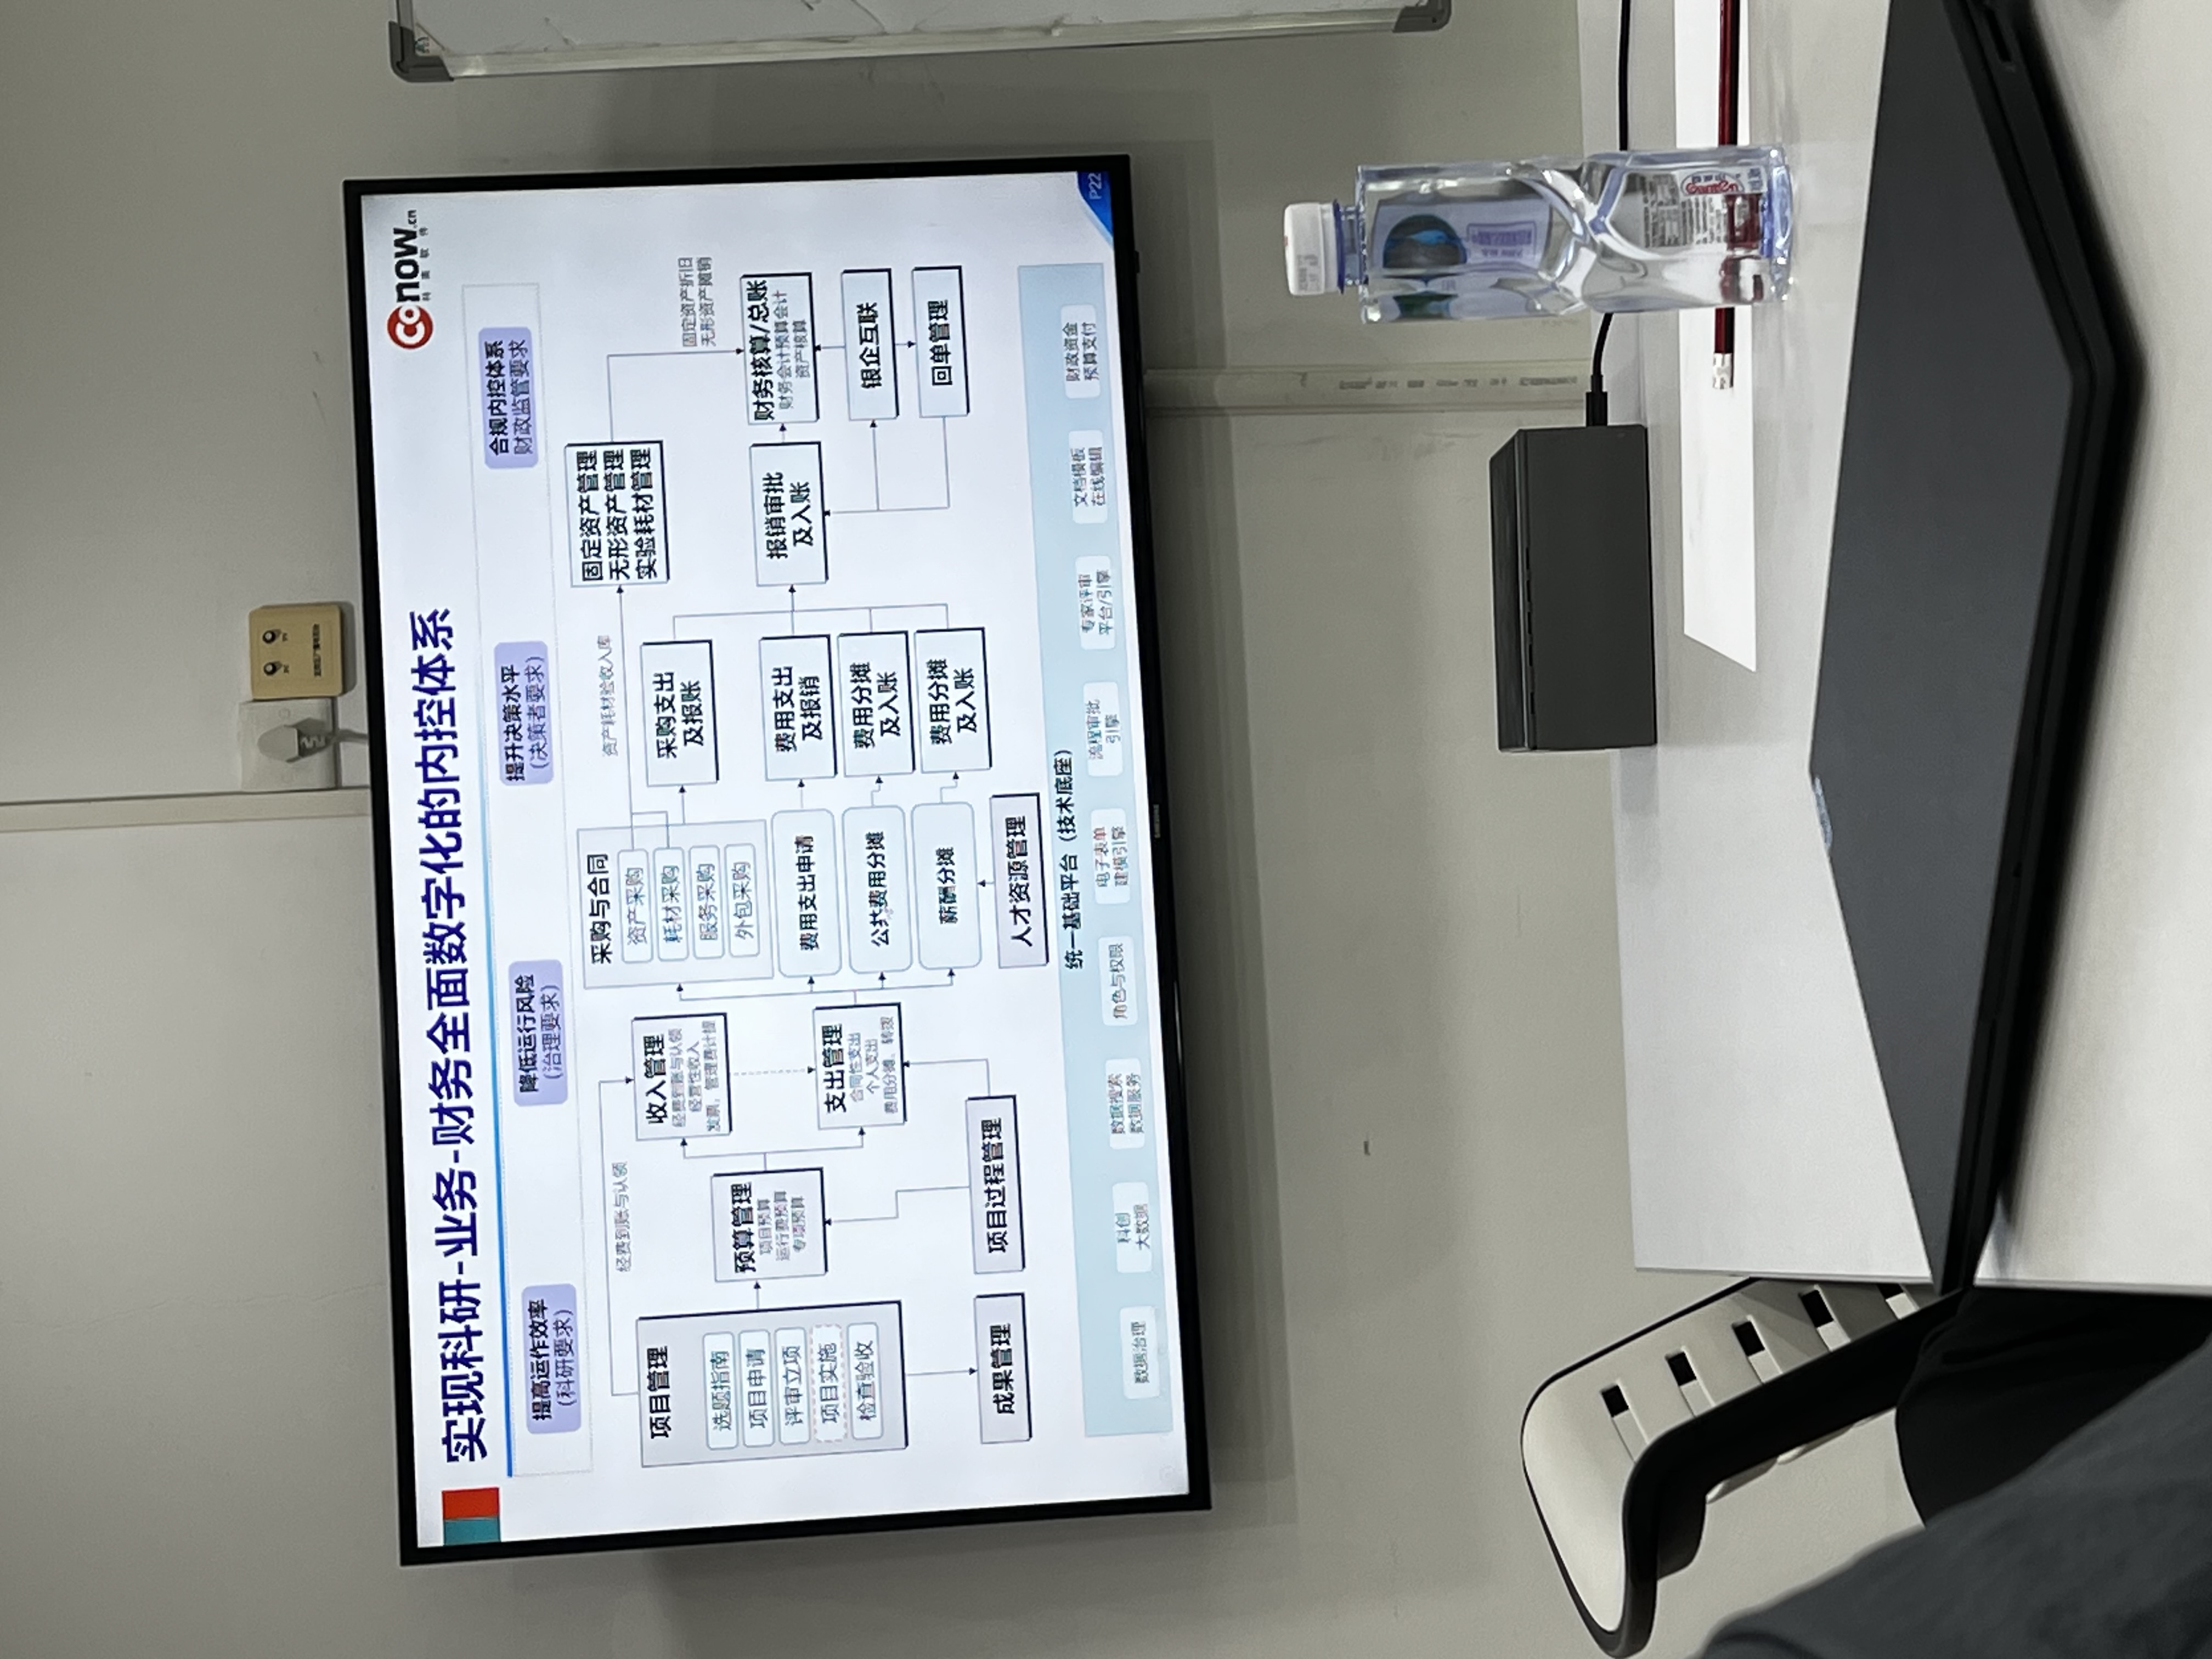 实现科研-业务-财务全面数字化的内控体系
conow.cn
提高运作效率
(科研要求)
降低运行风险
(治理要求)
提升决策水平
(决策者要求)
合规内控体系
财政监管要求
经费到账与认领
项目管理
选题指南
项目申请
评审立项
项目实施
检查验收
预算管理
项目预算
运行费预算
专项预算
收入管理
经费到账与认领
经营性收入
发票，管理费计提
支出管理
合同性支出
个人支出
费用分摊、转拨
采购与合同
资产采购
耗材采购
服务采购
外包采购
费用支出申请
公共费用分摊
薪酬分摊
人才资源管理
资产耗材验收入库
采购支出
及报账
费用支出
及报销
费用分摊
及入账
费用分摊
及入账
固定资产管理
无形资产管理
实验耗材管理
固定资产折旧
无形资产摊销
报销审批
及入账
财务核算/总账
财务会计预算会计
资产核算
银企互联
回单管理
成果管理
项目过程管理
统一基础平台（技术底座）
数据治理
科创
大数据
数据搜索
数据服务
角色与权限
电子表单
建模引擎
流程审批
引擎
专家评审
平台/引擎
文档模板
在线编辑
财政资金
预算支付
P22
SAMSUNG